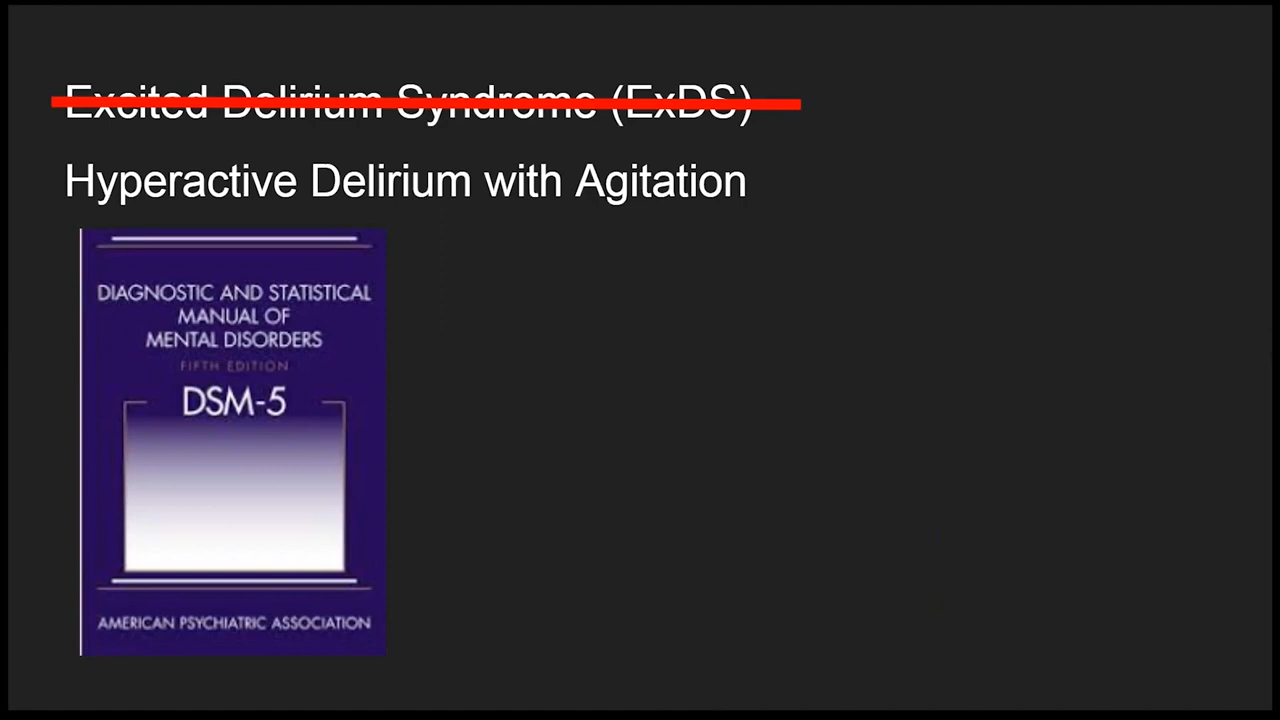 Excited Delirium Syndrome (ExDS)
Hyperactive Delirium with Agitation
DIAGNOSTIC AND STATISTICAL
MANUAL OF
MENTAL DISORDERS
FIFTH EDITION
DSM-5
AMERICAN PSYCHIATRIC ASSOCIATION